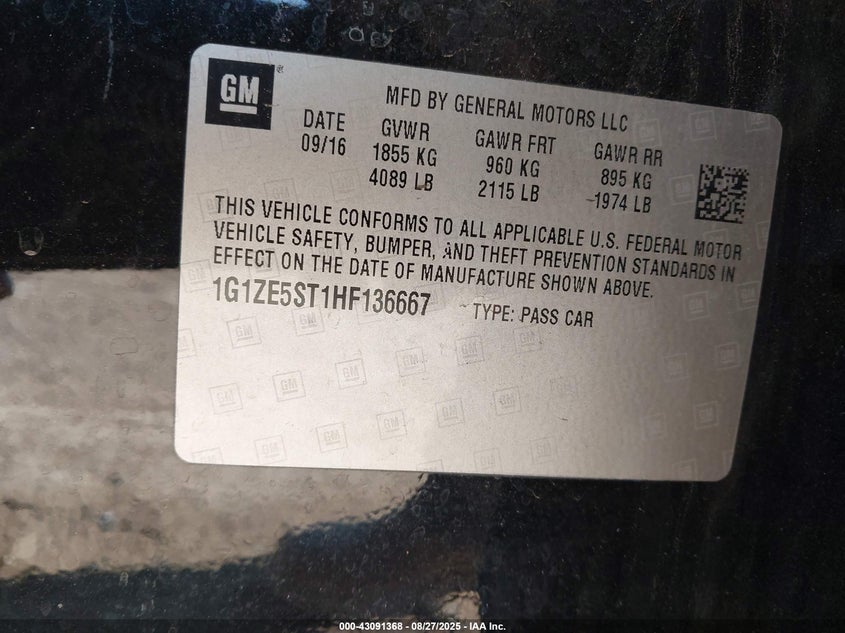 GM
MFD BY GENERAL MOTORS LLC
DATE GVWR GAWR FRT GAWR RR
09/16 1855 KG 960 KG 895 KG
4089 LB 2115 LB 1974 LB
THIS VEHICLE CONFORMS TO ALL APPLICABLE U.S. FEDERAL MOTOR
VEHICLE SAFETY, BUMPER, AND THEFT PREVENTION STANDARDS IN
EFFECT ON THE DATE OF MANUFACTURE SHOWN ABOVE.
1G1ZE5ST1HF136667 TYPE: PASS CAR
000-43091368 - 08/27/2025 - IAA Inc.